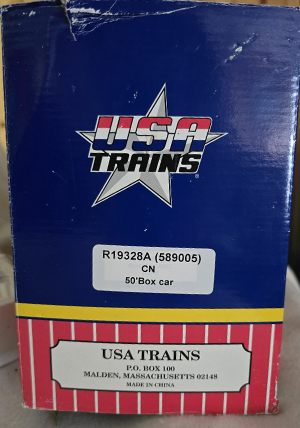 USA
TRAINS
®
R19328A (589005)
CN
50'Box car
USA TRAINS
P.O. BOX 100
MALDEN, MASSACHUSETTS 02148
MADE IN CHINA